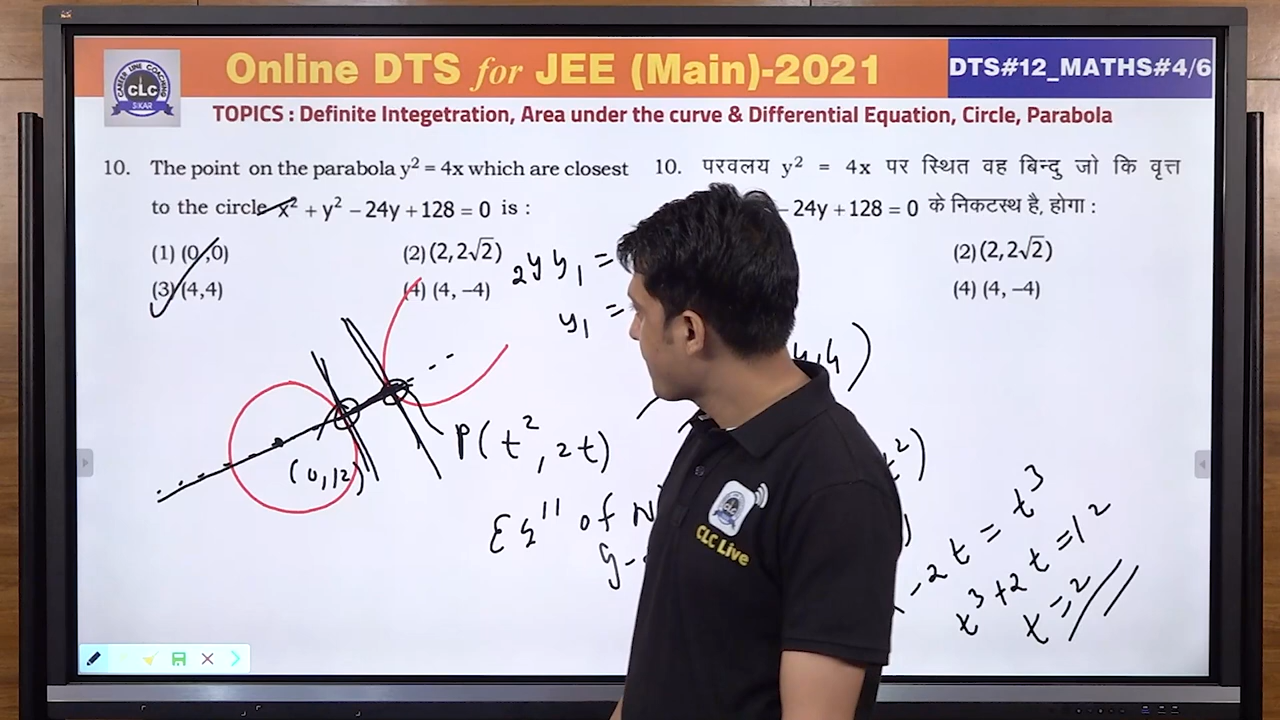 Online DTS for JEE (Main)-2021
DTS#12_MATHS#4/6
CAREER LINE COACHING
CLC
SIKAR
TOPICS : Definite Integetration, Area under the curve & Differential Equation, Circle, Parabola
10. The point on the parabola y² = 4x which are closest
to the circle x² + y² − 24y + 128 = 0 is :
(1) (0, 0)
(2) (2, 2√2)
(3) (4, 4)
(4) (4, −4)
10. परवलय y² = 4x पर स्थित वह बिन्दु जो कि वृत्त
− 24y + 128 = 0 के निकटस्थ है, होगा :
(2) (2, 2√2)
(4) (4, −4)
2yy₁ =
y₁ =
(0,12)
P(t², 2t)
Eq" of N
y-
t²)
- 2t = t³
t³ + 2t = 12
t = 2
CLC Live